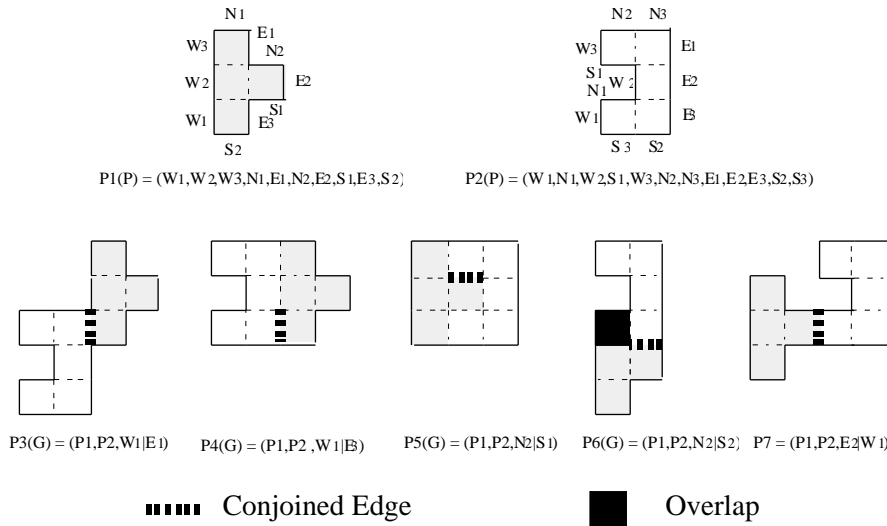 N1 N2 N3
W3 E1 W3 E1
N2
W2 E2 S1 W2 E2
N1
W1 S1 E3 W1 E3
S2 S3 S2
P1(P) = (W1,W2,W3,N1,E1,N2,E2,S1,E3,S2) P2(P) = (W1,N1,W2,S1,W3,N2,N3,E1,E2,E3,S2,S3)
P3(G) = (P1,P2,W1|E1) P4(G) = (P1,P2,W1|E3) P5(G) = (P1,P2,N2|S1) P6(G) = (P1,P2,N2|S2) P7 = (P1,P2,E2|W1)
Conjoined Edge Overlap